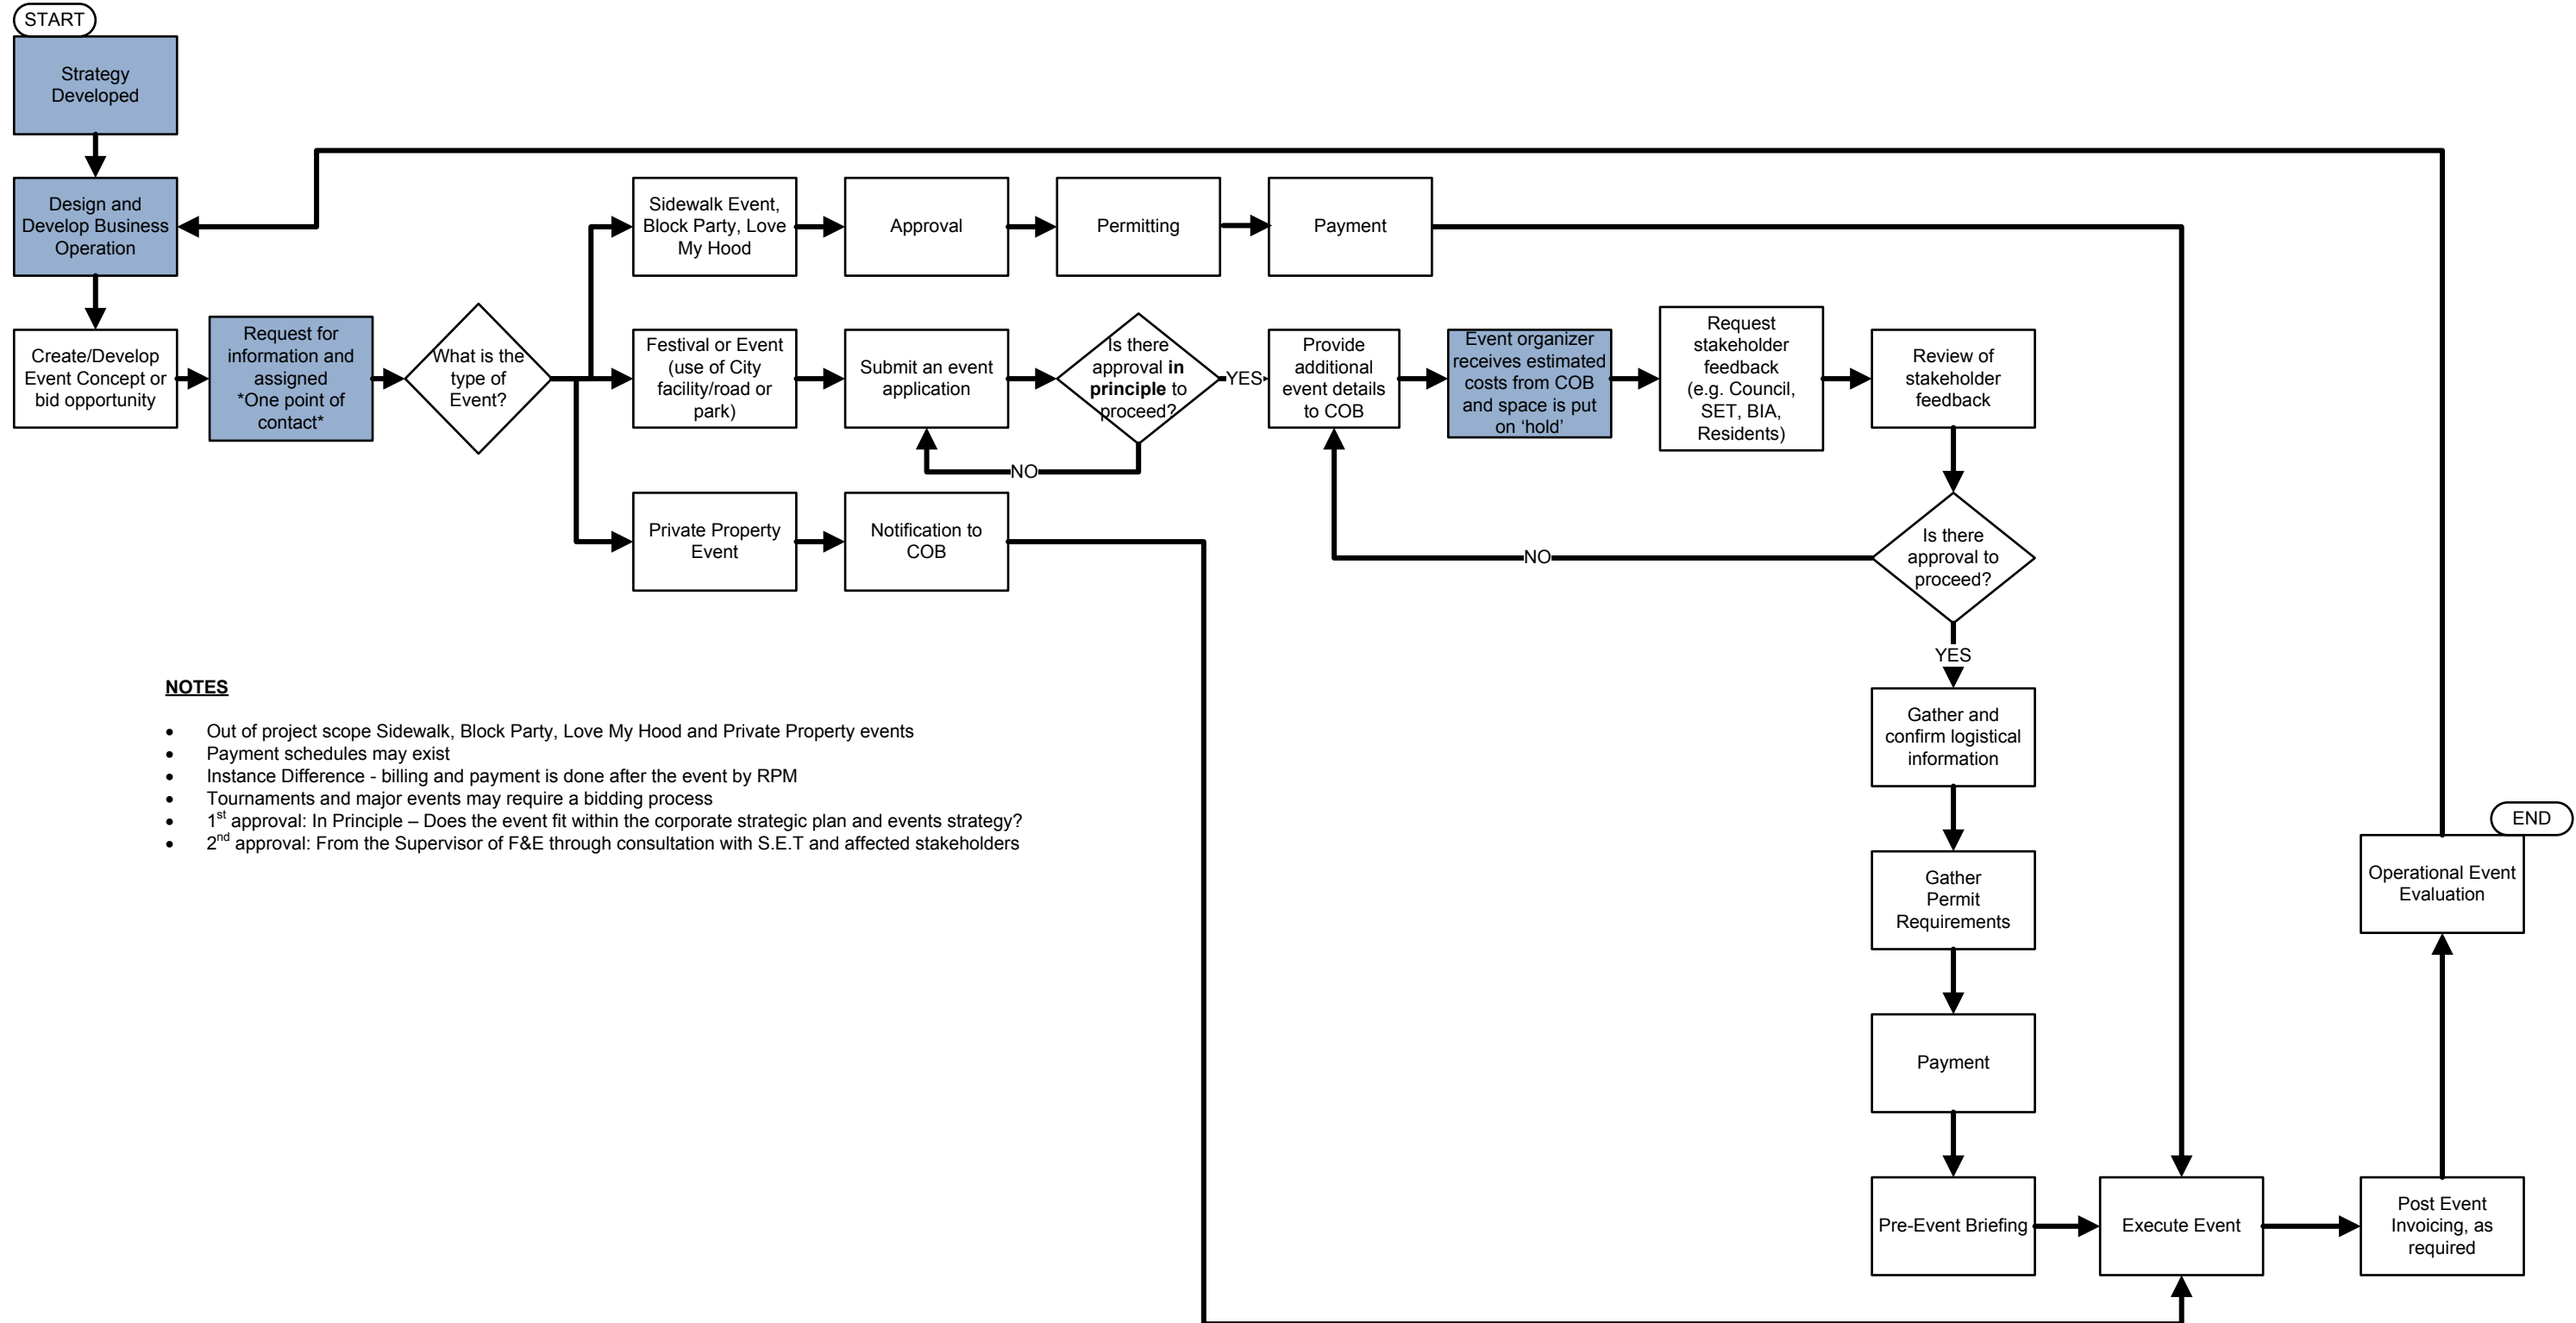 START
Strategy
Developed
Design and
Develop Business
Operation
Create/Develop
Event Concept or
bid opportunity
Request for
information and
assigned
*One point of
contact*
What is the
type of
Event?
Sidewalk Event,
Block Party, Love
My Hood
Approval
Permitting
Payment
Festival or Event
(use of City
facility/road or
park)
Submit an event
application
Is there
approval in
principle to
proceed?
YES
NO
Provide
additional
event details
to COB
Event organizer
receives estimated
costs from COB
and space is put
on ‘hold’
Request
stakeholder
feedback
(e.g. Council,
SET, BIA,
Residents)
Review of
stakeholder
feedback
Private Property
Event
Notification to
COB
Is there
approval to
proceed?
NO
YES
Gather and
confirm logistical
information
Gather
Permit
Requirements
Payment
Pre-Event Briefing
Execute Event
Post Event
Invoicing, as
required
Operational Event
Evaluation
END
NOTES
• Out of project scope Sidewalk, Block Party, Love My Hood and Private Property events
• Payment schedules may exist
• Instance Difference - billing and payment is done after the event by RPM
• Tournaments and major events may require a bidding process
• 1st approval: In Principle – Does the event fit within the corporate strategic plan and events strategy?
• 2nd approval: From the Supervisor of F&E through consultation with S.E.T and affected stakeholders